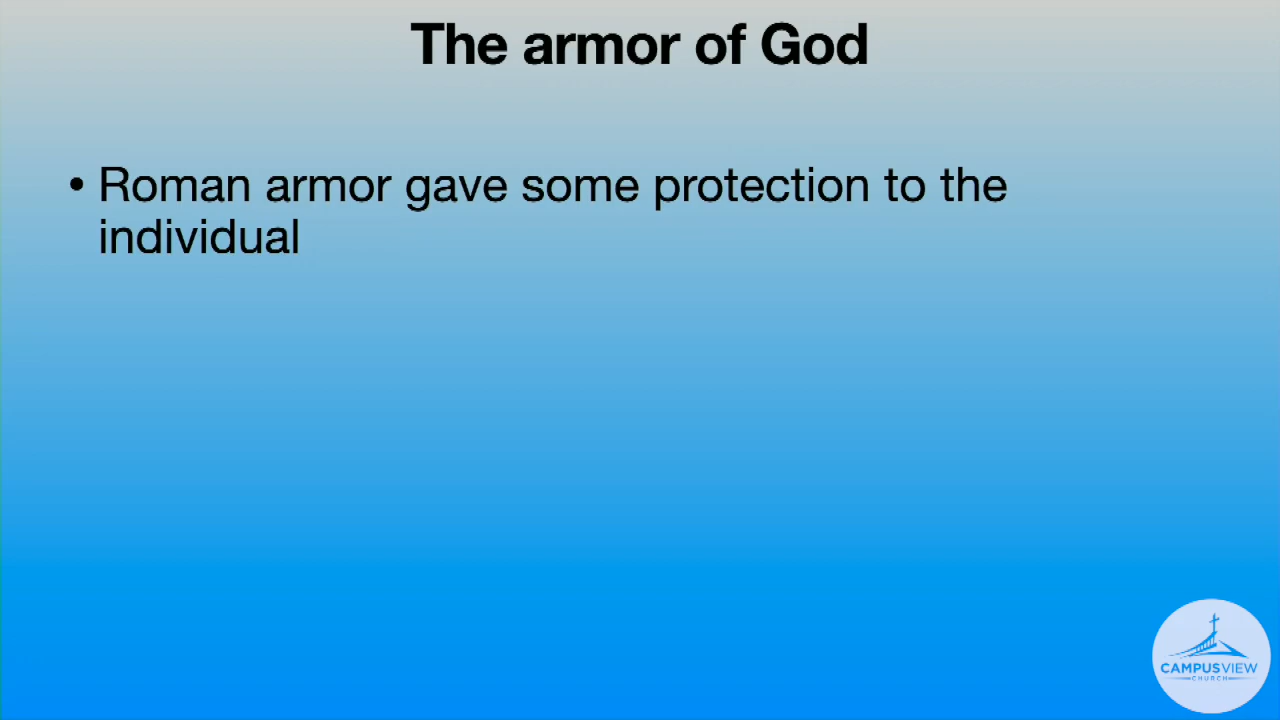 The armor of God
• Roman armor gave some protection to the
individual
CAMPUSVIEW
CHURCH